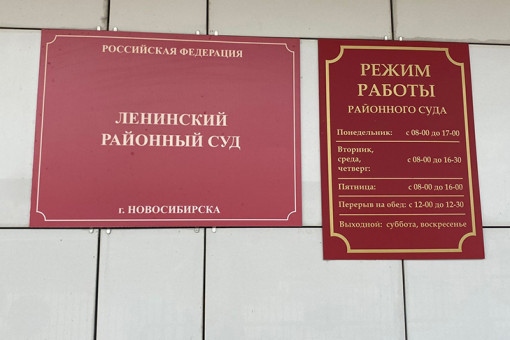 РОССИЙСКАЯ ФЕДЕРАЦИЯ
ЛЕНИНСКИЙ
РАЙОННЫЙ СУД
г. НОВОСИБИРСКА
РЕЖИМ
РАБОТЫ
РАЙОННОГО СУДА
Понедельник: с 08-00 до 17-00
Вторник,
среда,
четверг: с 08-00 до 16-30
Пятница: с 08-00 до 16-00
Перерыв на обед: с 12-00 до 12-30
Выходной: суббота, воскресенье